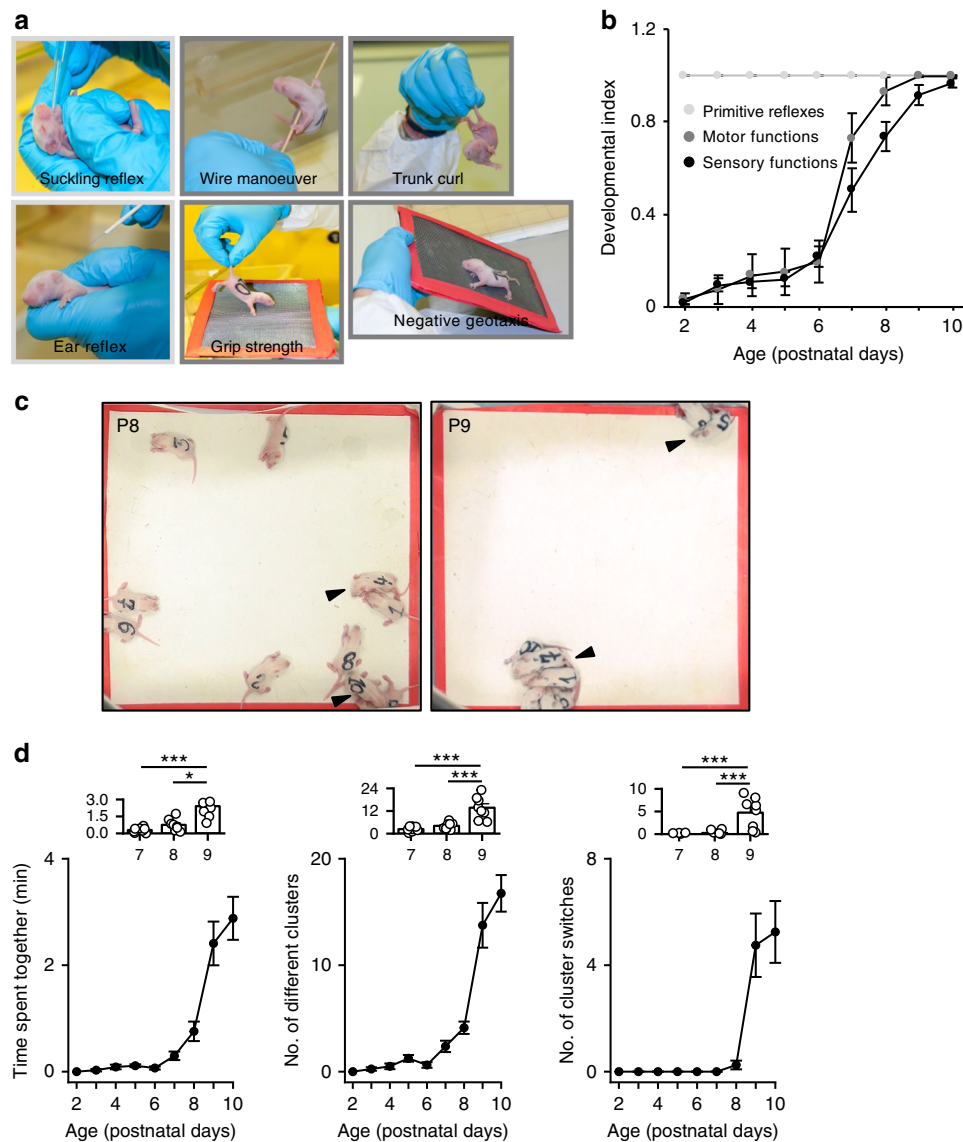 a
Suckling reflex
Wire manoeuver
Trunk curl
Ear reflex
Grip strength
Negative geotaxis
b
Developmental index
1.2
0.8
0.4
0
Primitive reflexes
Motor functions
Sensory functions
2 4 6 8 10
Age (postnatal days)
c
P8
P9
d
***
*
3.0
1.5
0.0
7 8 9
Time spent together (min)
4
2
0
2 4 6 8 10
Age (postnatal days)
***
***
24
12
0
7 8 9
No. of different clusters
20
10
0
2 4 6 8 10
Age (postnatal days)
***
***
10
5
0
7 8 9
No. of cluster switches
8
4
0
2 4 6 8 10
Age (postnatal days)